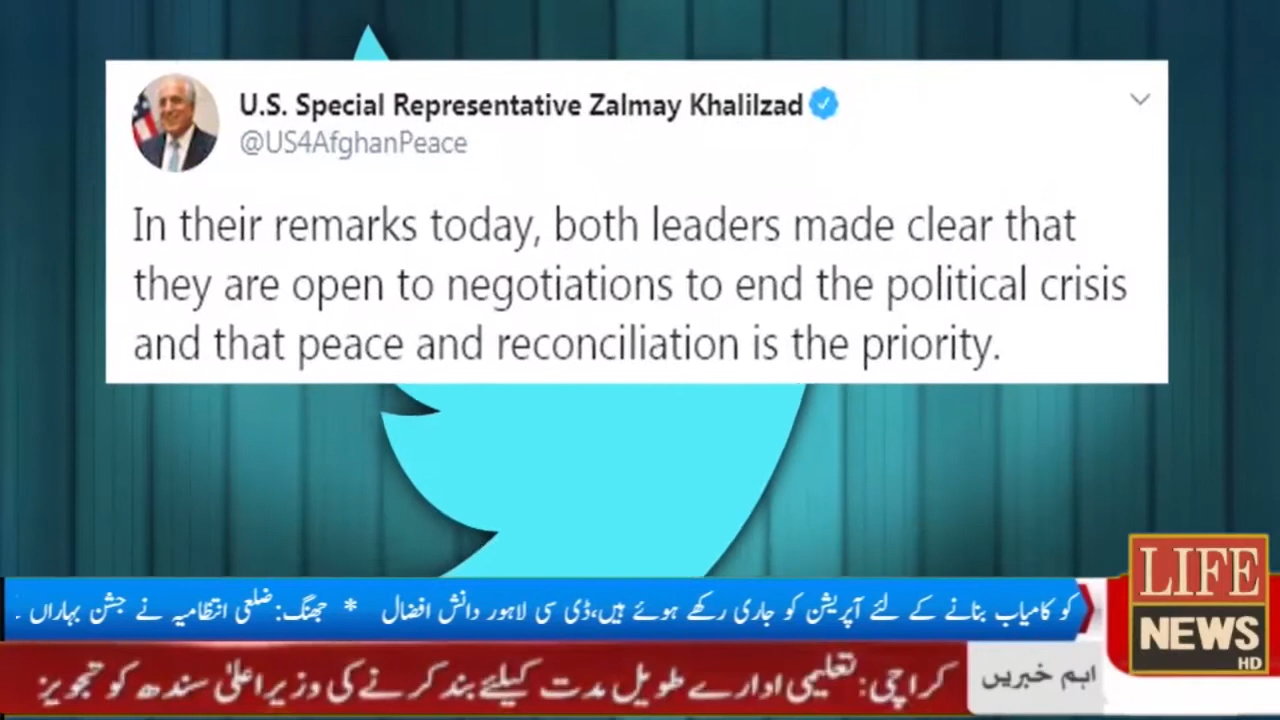 U.S. Special Representative Zalmay Khalilzad
@US4AfghanPeace
In their remarks today, both leaders made clear that
they are open to negotiations to end the political crisis
and that peace and reconciliation is the priority.
LIFE
NEWS
HD
کو کامیاب بنانے کے لئے آپریشن کو جاری رکھے ہوئے ہیں،ڈی سی لاہور دانش افضال * جھنگ:ضلعی انتظامیہ نے جشن بہاراں
اہم خبریں
کراچی:تعلیمی ادارے طویل مدت کیلئے بند کرنے کی وزیراعلیٰ سندھ کو تجویز